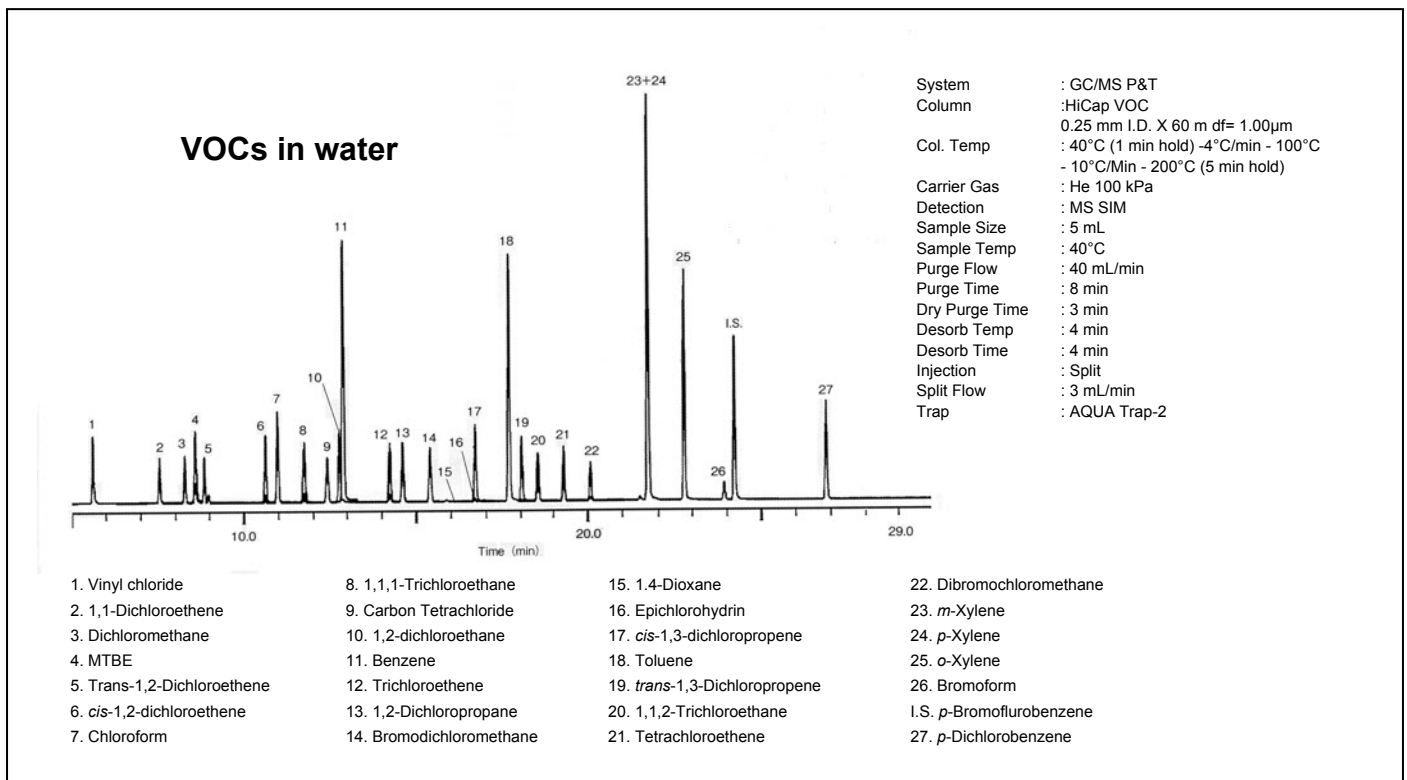 VOCs in water
System : GC/MS P&T
Column :HiCap VOC
0.25 mm I.D. X 60 m df= 1.00µm
Col. Temp : 40°C (1 min hold) -4°C/min - 100°C
- 10°C/Min - 200°C (5 min hold)
Carrier Gas : He 100 kPa
Detection : MS SIM
Sample Size : 5 mL
Sample Temp : 40°C
Purge Flow : 40 mL/min
Purge Time : 8 min
Dry Purge Time : 3 min
Desorb Temp : 4 min
Desorb Time : 4 min
Injection : Split
Split Flow : 3 mL/min
Trap : AQUA Trap-2
1
2
3
4
5
6
7
8
9
10
11
12
13
14
15
16
17
18
19
20
21
22
23+24
25
26
I.S.
27
10.0
20.0
29.0
Time (min)
1. Vinyl chloride
2. 1,1-Dichloroethene
3. Dichloromethane
4. MTBE
5. Trans-1,2-Dichloroethene
6. cis-1,2-dichloroethene
7. Chloroform
8. 1,1,1-Trichloroethane
9. Carbon Tetrachloride
10. 1,2-dichloroethane
11. Benzene
12. Trichloroethene
13. 1,2-Dichloropropane
14. Bromodichloromethane
15. 1.4-Dioxane
16. Epichlorohydrin
17. cis-1,3-dichloropropene
18. Toluene
19. trans-1,3-Dichloropropene
20. 1,1,2-Trichloroethane
21. Tetrachloroethene
22. Dibromochloromethane
23. m-Xylene
24. p-Xylene
25. o-Xylene
26. Bromoform
I.S. p-Bromoflurobenzene
27. p-Dichlorobenzene